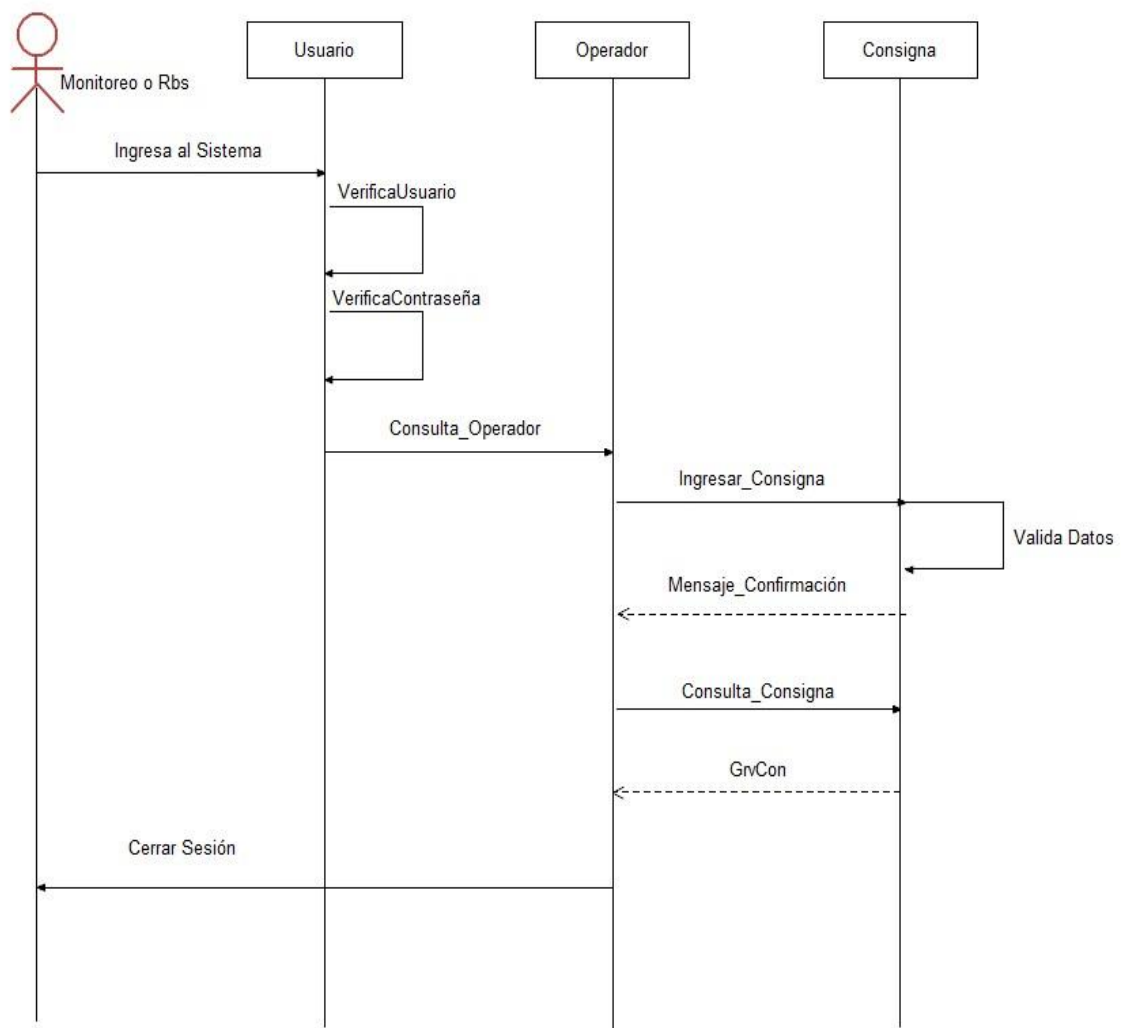 Usuario
Operador
Consigna
Monitoreo o Rbs
Ingresa al Sistema
VerificaUsuario
VerificaContraseña
Consulta_Operador
Ingresar_Consigna
Valida Datos
Mensaje_Confirmación
Consulta_Consigna
GrvCon
Cerrar Sesión